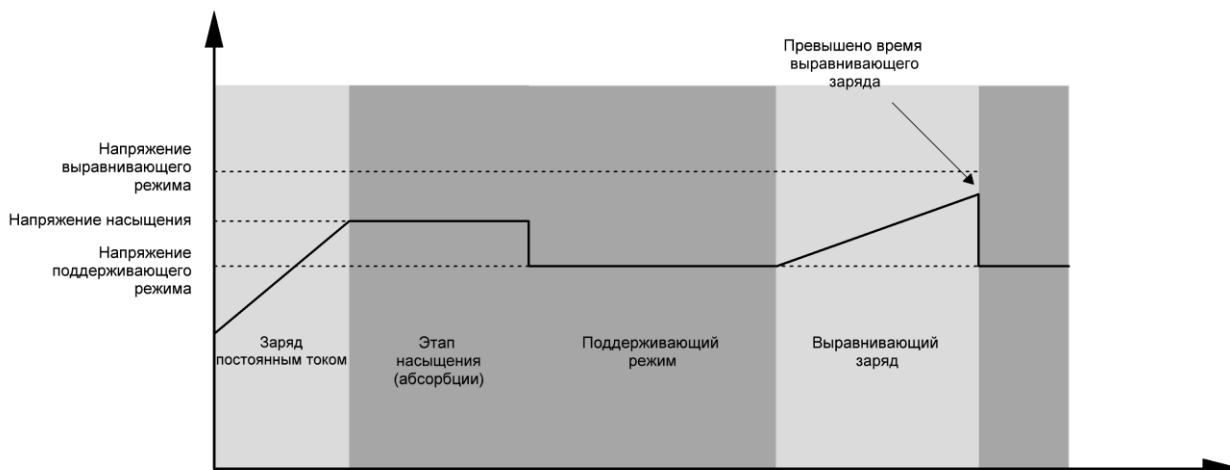 Превышено время
выравнивающего
заряда
Напряжение
выравнивающего
режима
Напряжение насыщения
Напряжение
поддерживающего
режима
Заряд
постоянным током
Этап
насыщения
(абсорбции)
Поддерживающий
режим
Выравнивающий
заряд